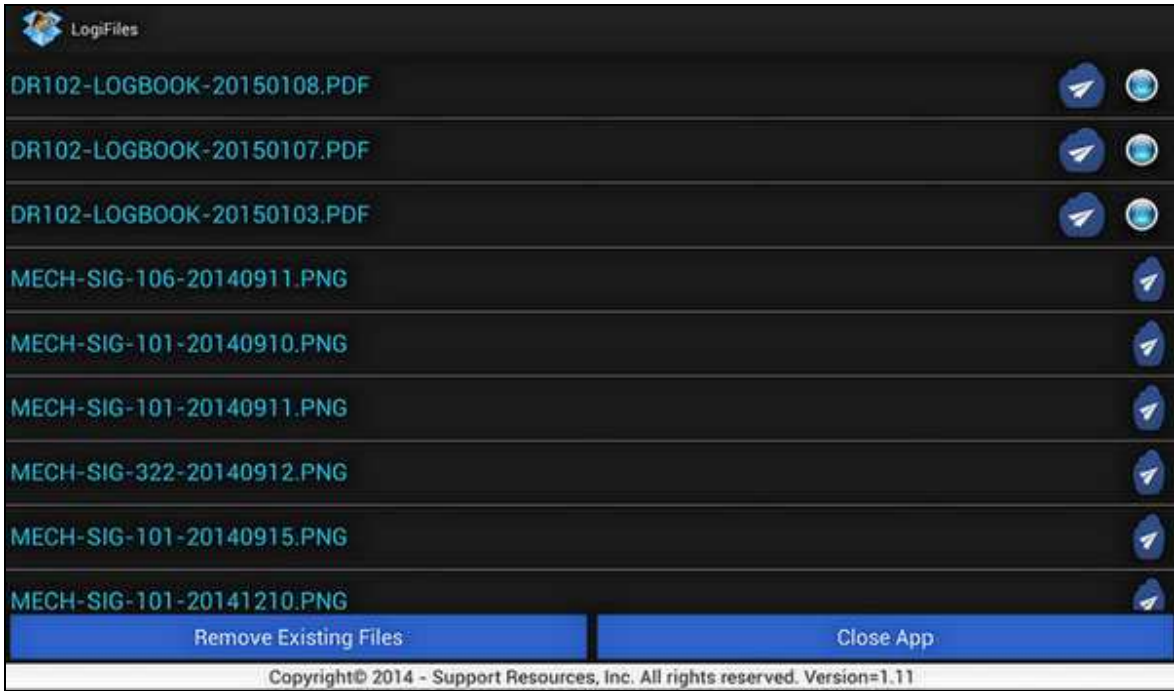 LogiFiles
DR102-LOGBOOK-20150108.PDF
DR102-LOGBOOK-20150107.PDF
DR102-LOGBOOK-20150103.PDF
MECH-SIG-106-20140911.PNG
MECH-SIG-101-20140910.PNG
MECH-SIG-101-20140911.PNG
MECH-SIG-322-20140912.PNG
MECH-SIG-101-20140915.PNG
MECH-SIG-101-20141210.PNG
Remove Existing Files Close App
Copyright© 2014 - Support Resources, Inc. All rights reserved. Version=1.11